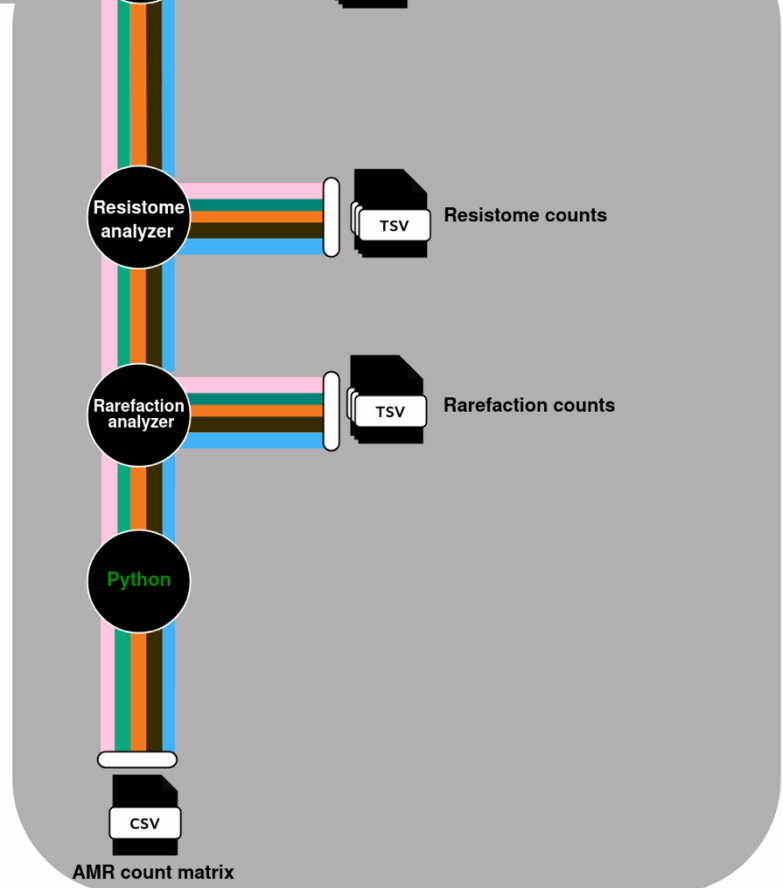 Resistome
analyzer
TSV
Resistome counts
Rarefaction
analyzer
TSV
Rarefaction counts
Python
CSV
AMR count matrix